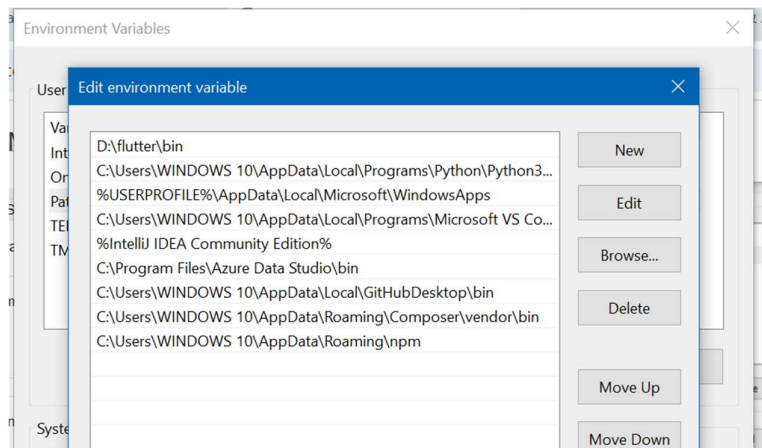 Environment Variables
User
Edit environment variable
Va
Int
On
Pat
TE
TM
D:\flutter\bin
C:\Users\WINDOWS 10\AppData\Local\Programs\Python\Python3...
%USERPROFILE%\AppData\Local\Microsoft\WindowsApps
C:\Users\WINDOWS 10\AppData\Local\Programs\Microsoft VS Co...
%IntelliJ IDEA Community Edition%
C:\Program Files\Azure Data Studio\bin
C:\Users\WINDOWS 10\AppData\Local\GitHubDesktop\bin
C:\Users\WINDOWS 10\AppData\Roaming\Composer\vendor\bin
C:\Users\WINDOWS 10\AppData\Roaming\npm
New
Edit
Browse...
Delete
Move Up
Move Down
Syste